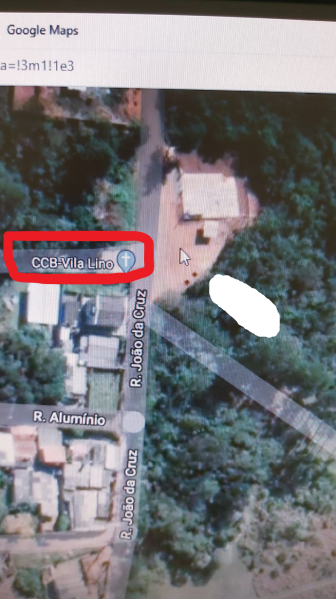 Google Maps
a=!3m1!1e3
CCB-Vila Lino
R. João da Cruz
R. Alumínio
R. João da Cruz